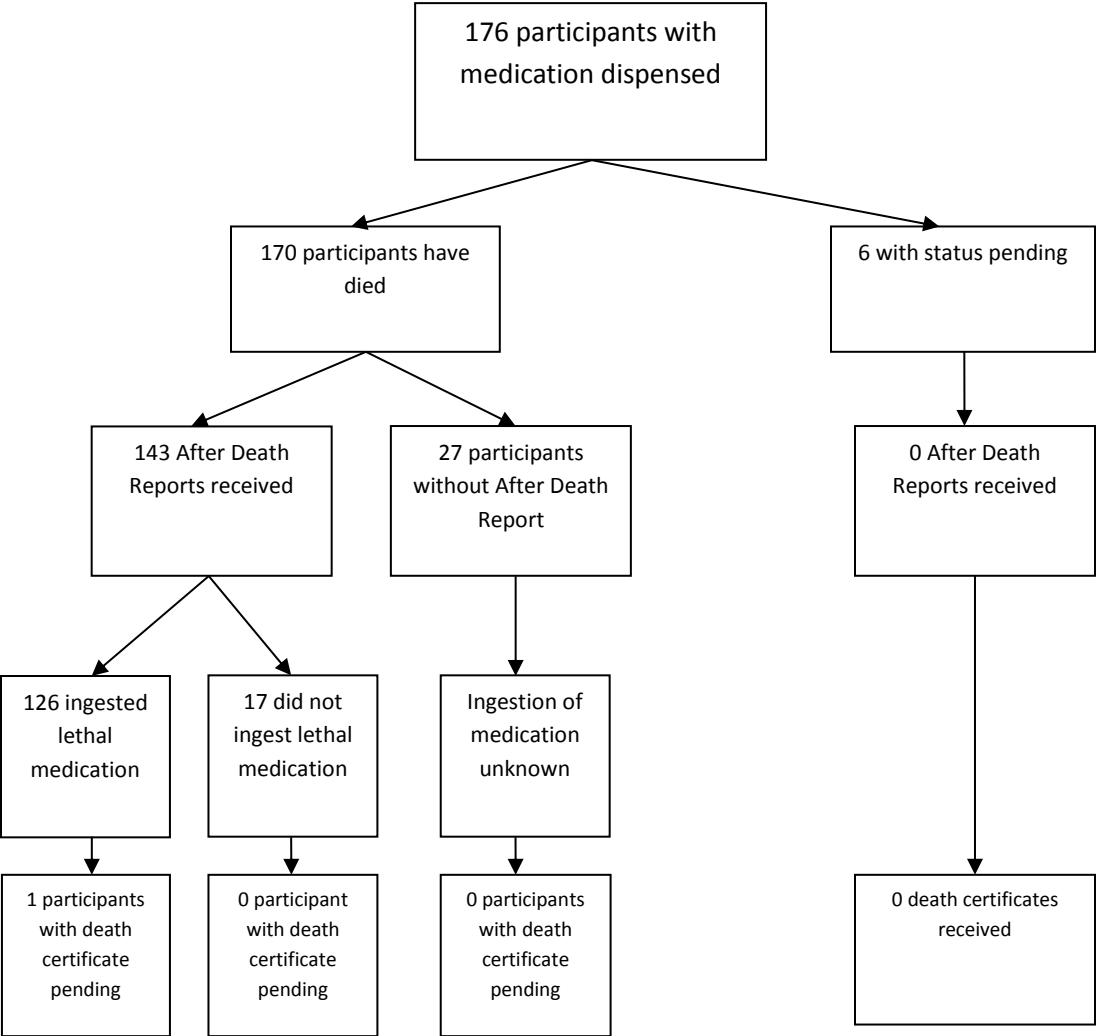 176 participants with
medication dispensed
170 participants have
died
6 with status pending
143 After Death
Reports received
27 participants
without After Death
Report
0 After Death
Reports received
126 ingested
lethal
medication
17 did not
ingest lethal
medication
Ingestion of
medication
unknown
1 participants
with death
certificate
pending
0 participant
with death
certificate
pending
0 participants
with death
certificate
pending
0 death certificates
received